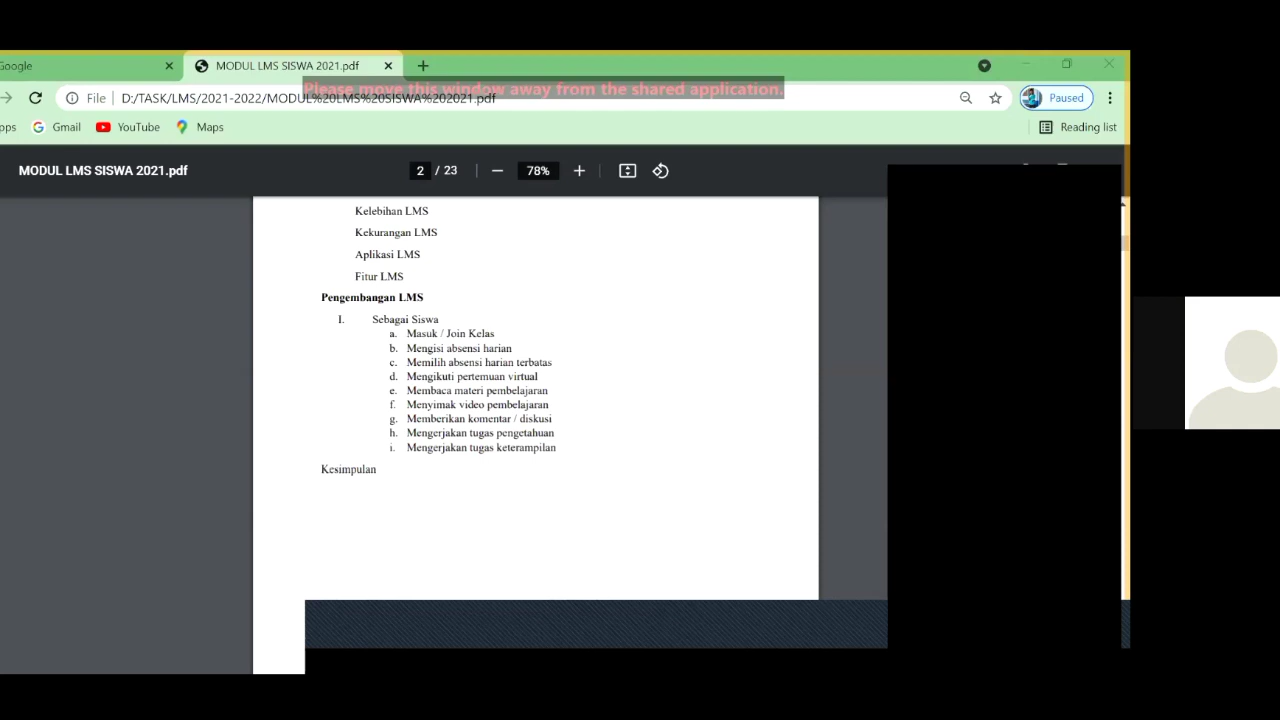 Google
MODUL LMS SISWA 2021.pdf
Please move this window away from the shared application.
File
D:/TASK/LMS/2021-2022/MODUL%20LMS%20SISWA%202021.pdf
Paused
Gmail
YouTube
Maps
Reading list
MODUL LMS SISWA 2021.pdf
2 / 23
78%
Kelebihan LMS
Kekurangan LMS
Aplikasi LMS
Fitur LMS
Pengembangan LMS
I. Sebagai Siswa
a. Masuk / Join Kelas
b. Mengisi absensi harian
c. Memilih absensi harian terbatas
d. Mengikuti pertemuan virtual
e. Membaca materi pembelajaran
f. Menyimak video pembelajaran
g. Memberikan komentar / diskusi
h. Mengerjakan tugas pengetahuan
i. Mengerjakan tugas keterampilan
Kesimpulan